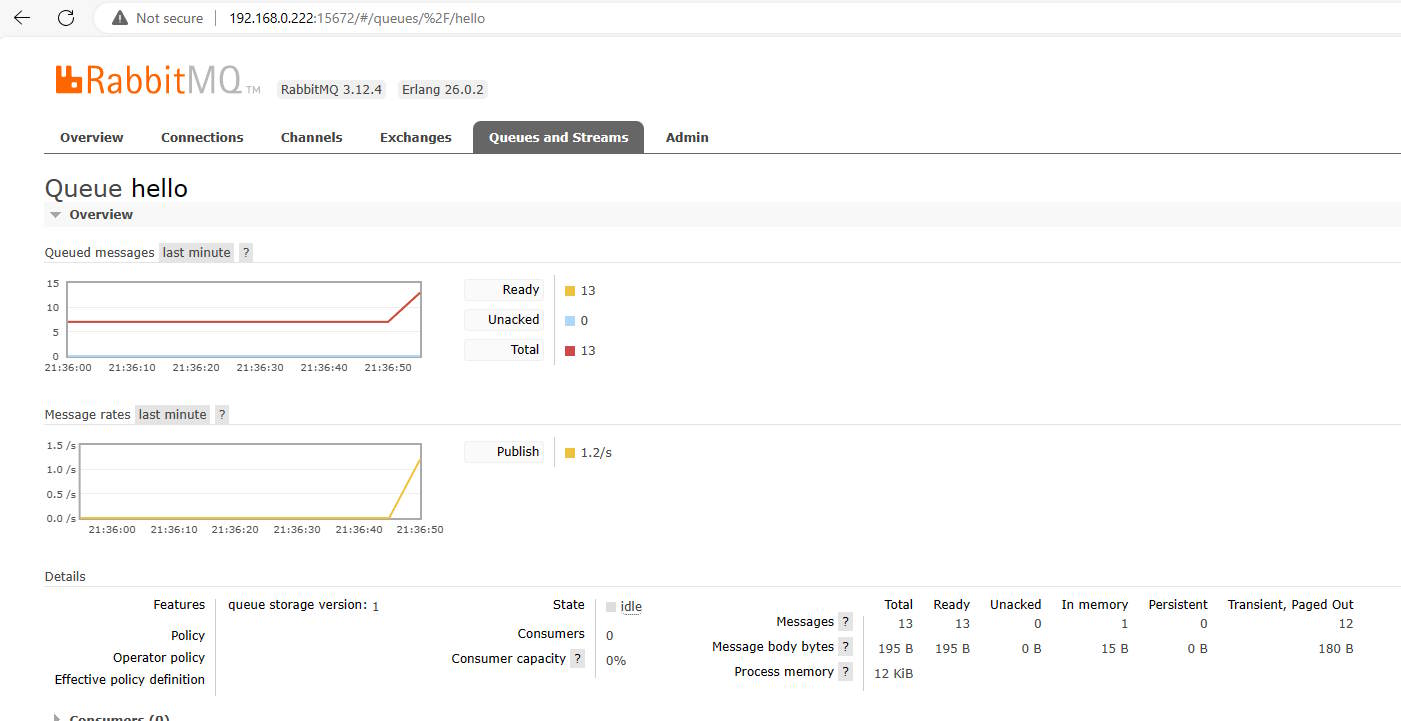 Not secure 192.168.0.222:15672/#/queues/%2F/hello
RabbitMQ TM RabbitMQ 3.12.4 Erlang 26.0.2
Overview Connections Channels Exchanges Queues and Streams Admin
Queue hello
Overview
Queued messages last minute ?
15
10
5
0
21:36:00 21:36:10 21:36:20 21:36:30 21:36:40 21:36:50
Ready 13
Unacked 0
Total 13
Message rates last minute ?
1.5 /s
1.0 /s
0.5 /s
0.0 /s
21:36:00 21:36:10 21:36:20 21:36:30 21:36:40 21:36:50
Publish 1.2/s
Details
Features queue storage version: 1
Policy
Operator policy
Effective policy definition
State idle
Consumers 0
Consumer capacity ? 0%
Total Ready Unacked In memory Persistent Transient, Paged Out
Messages ? 13 13 0 1 0 12
Message body bytes ? 195 B 195 B 0 B 15 B 0 B 180 B
Process memory ? 12 KiB
Consumers (0)